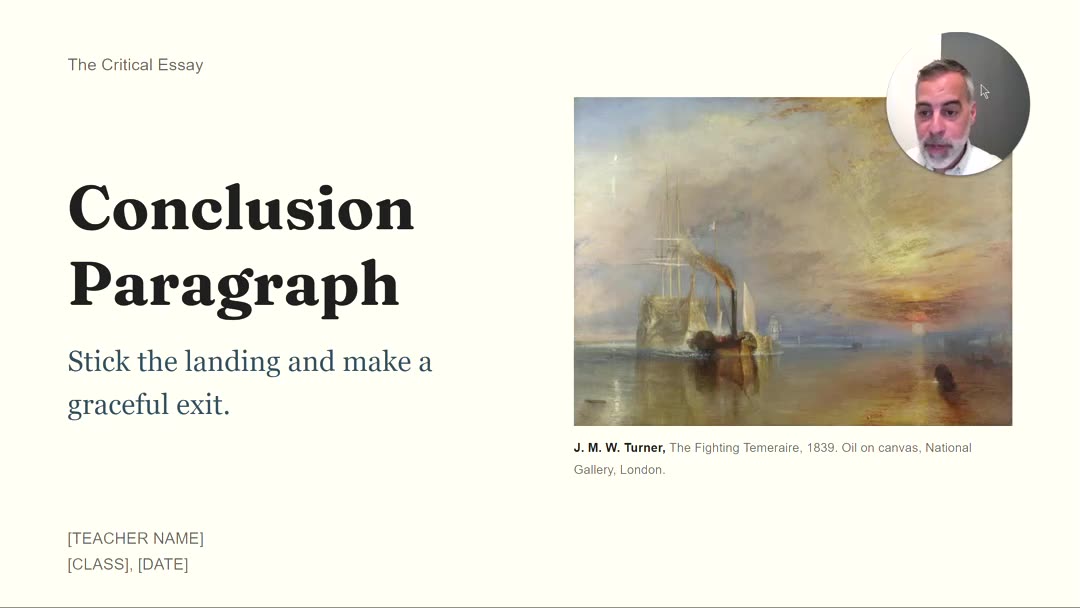 The Critical Essay
Conclusion
Paragraph
Stick the landing and make a
graceful exit.
J. M. W. Turner, The Fighting Temeraire, 1839. Oil on canvas, National
Gallery, London.
[TEACHER NAME]
[CLASS], [DATE]